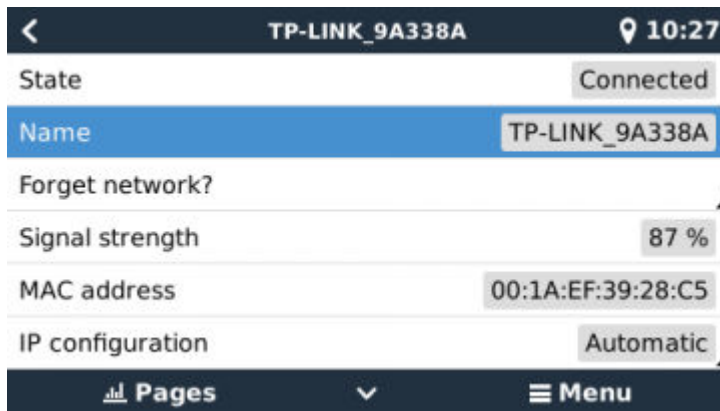 TP-LINK_9A338A 10:27
State Connected
Name TP-LINK_9A338A
Forget network?
Signal strength 87 %
MAC address 00:1A:EF:39:28:C5
IP configuration Automatic
Pages Menu